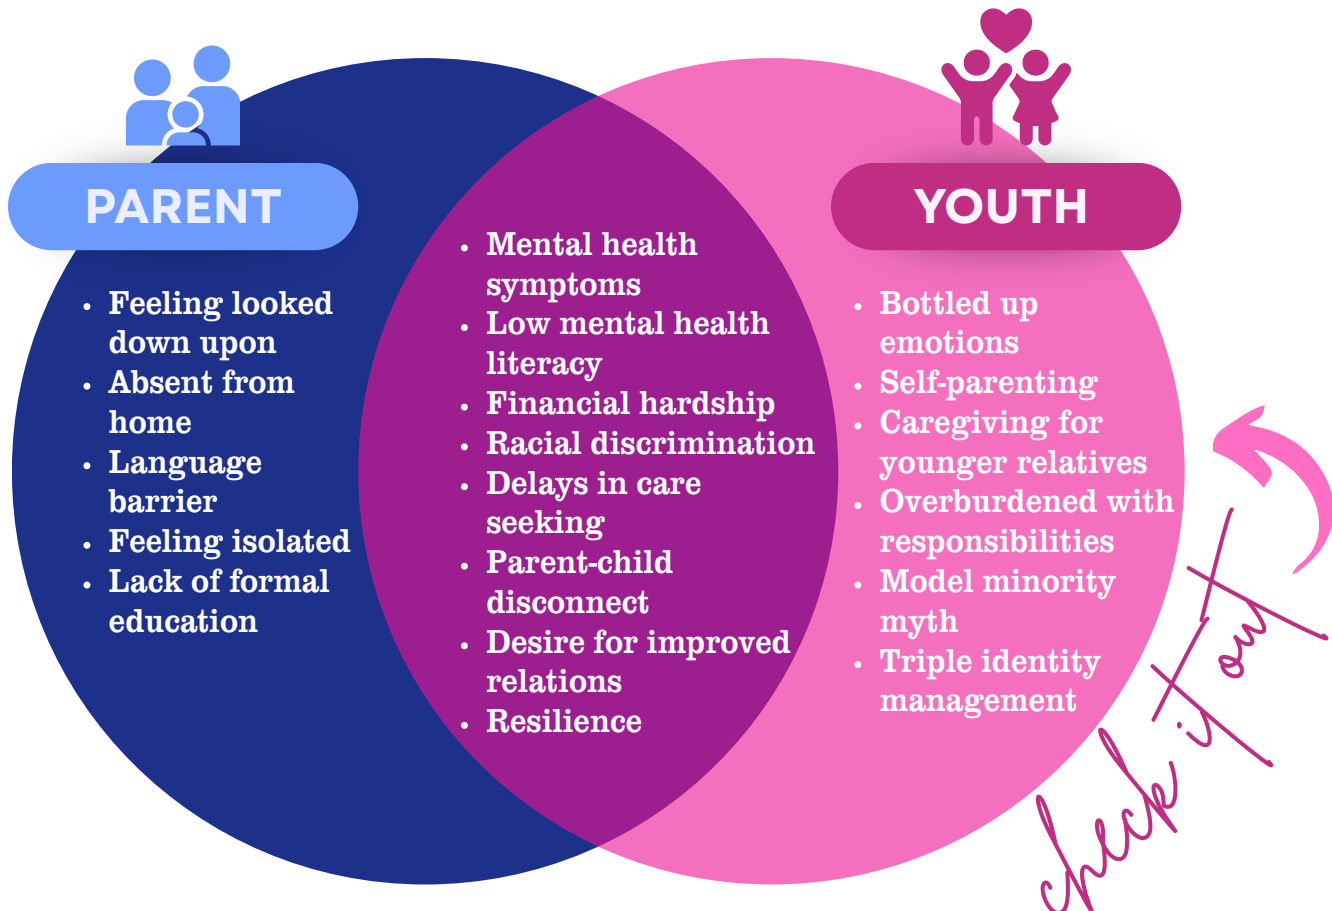 PARENT
• Feeling looked
down upon
• Absent from
home
• Language
barrier
• Feeling isolated
• Lack of formal
education
• Mental health
symptoms
• Low mental health
literacy
• Financial hardship
• Racial discrimination
• Delays in care
seeking
• Parent-child
disconnect
• Desire for improved
relations
• Resilience
YOUTH
• Bottled up
emotions
• Self-parenting
• Caregiving for
younger relatives
• Overburdened with
responsibilities
• Model minority
myth
• Triple identity
management
check it out